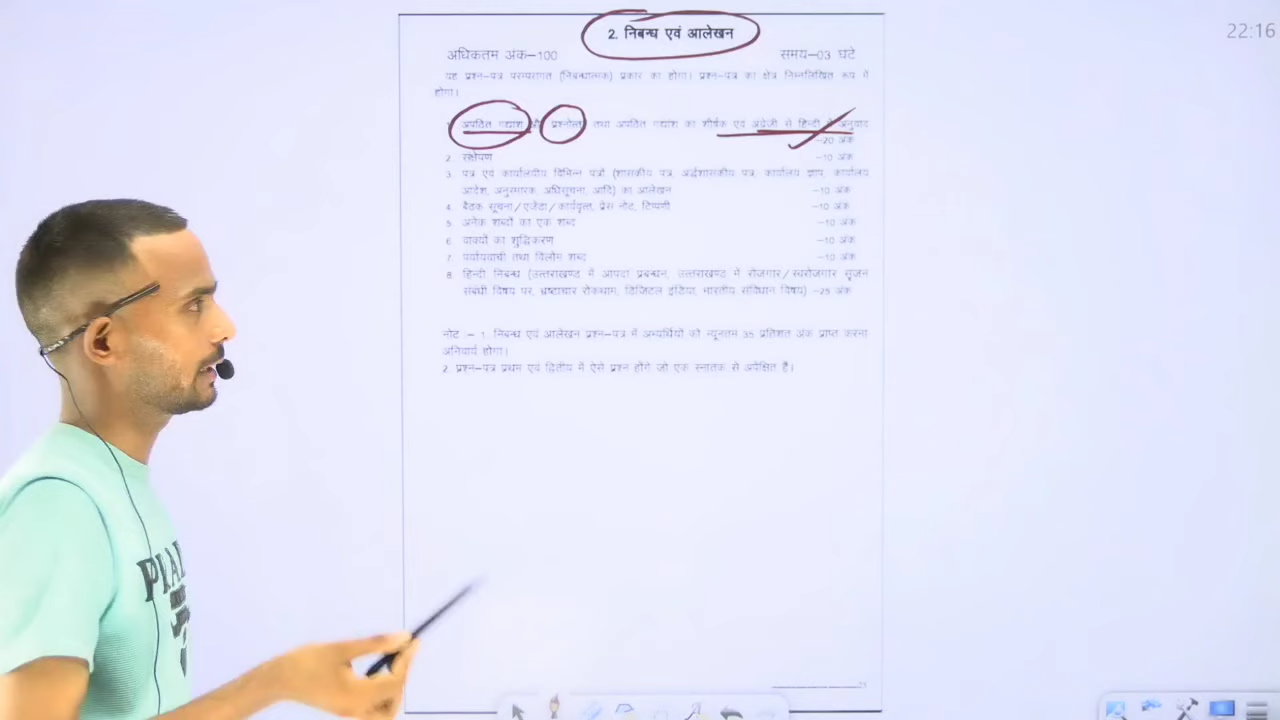 22:16
2. निबन्ध एवं आलेखन
अधिकतम अंक–100 समय–03 घंटे
यह प्रश्न–पत्र परम्परागत (निबन्धात्मक) प्रकार का होगा। प्रश्न–पत्र का क्षेत्र निम्नलिखित रूप में
होगा।
1. अपठित गद्यांश और प्रश्नोत्तर तथा अपठित गद्यांश का शीर्षक एवं अंग्रेजी से हिन्दी में अनुवाद
–20 अंक
2. संक्षेपण –10 अंक
3. पत्र एवं कार्यालयीय विभिन्न पत्रों (शासकीय पत्र, अर्द्धशासकीय पत्र, कार्यालय ज्ञाप, कार्यालय
आदेश, अनुस्मारक, अधिसूचना, आदि) का आलेखन –10 अंक
4. बैठक सूचना/एजेंडा/कार्यवृत्त, प्रेस नोट, टिप्पणी –10 अंक
5. अनेक शब्दों का एक शब्द –10 अंक
6. वाक्यों का शुद्धिकरण –10 अंक
7. पर्यायवाची तथा विलोम शब्द –10 अंक
8. हिन्दी निबन्ध (उत्तराखण्ड में आपदा प्रबन्धन, उत्तराखण्ड में रोजगार/स्वरोजगार सृजन
संबंधी विषय पर, भ्रष्टाचार रोकथाम, डिजिटल इंडिया, भारतीय संविधान विषय) –25 अंक
नोट – 1. निबन्ध एवं आलेखन प्रश्न–पत्र में अभ्यर्थियों को न्यूनतम 35 प्रतिशत अंक प्राप्त करना
अनिवार्य होगा।
2. प्रश्न–पत्र प्रथम एवं द्वितीय में ऐसे प्रश्न होंगे जो एक स्नातक से अपेक्षित हैं।